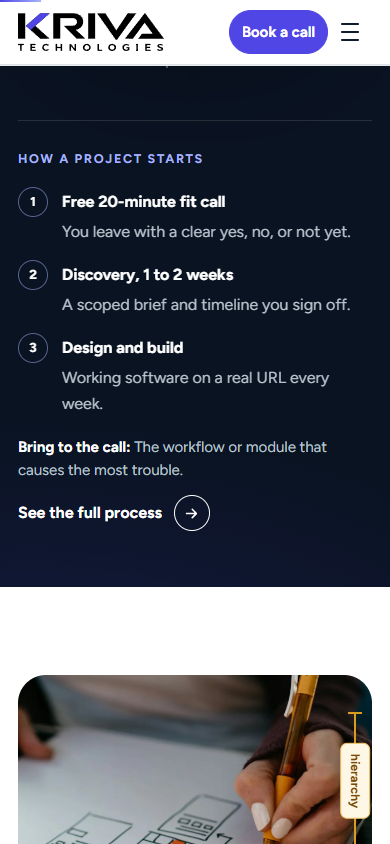 KRIVA
TECHNOLOGIES
Book a call
HOW A PROJECT STARTS
1
Free 20-minute fit call
You leave with a clear yes, no, or not yet.
2
Discovery, 1 to 2 weeks
A scoped brief and timeline you sign off.
3
Design and build
Working software on a real URL every
week.
Bring to the call: The workflow or module that
causes the most trouble.
See the full process
hierarchy